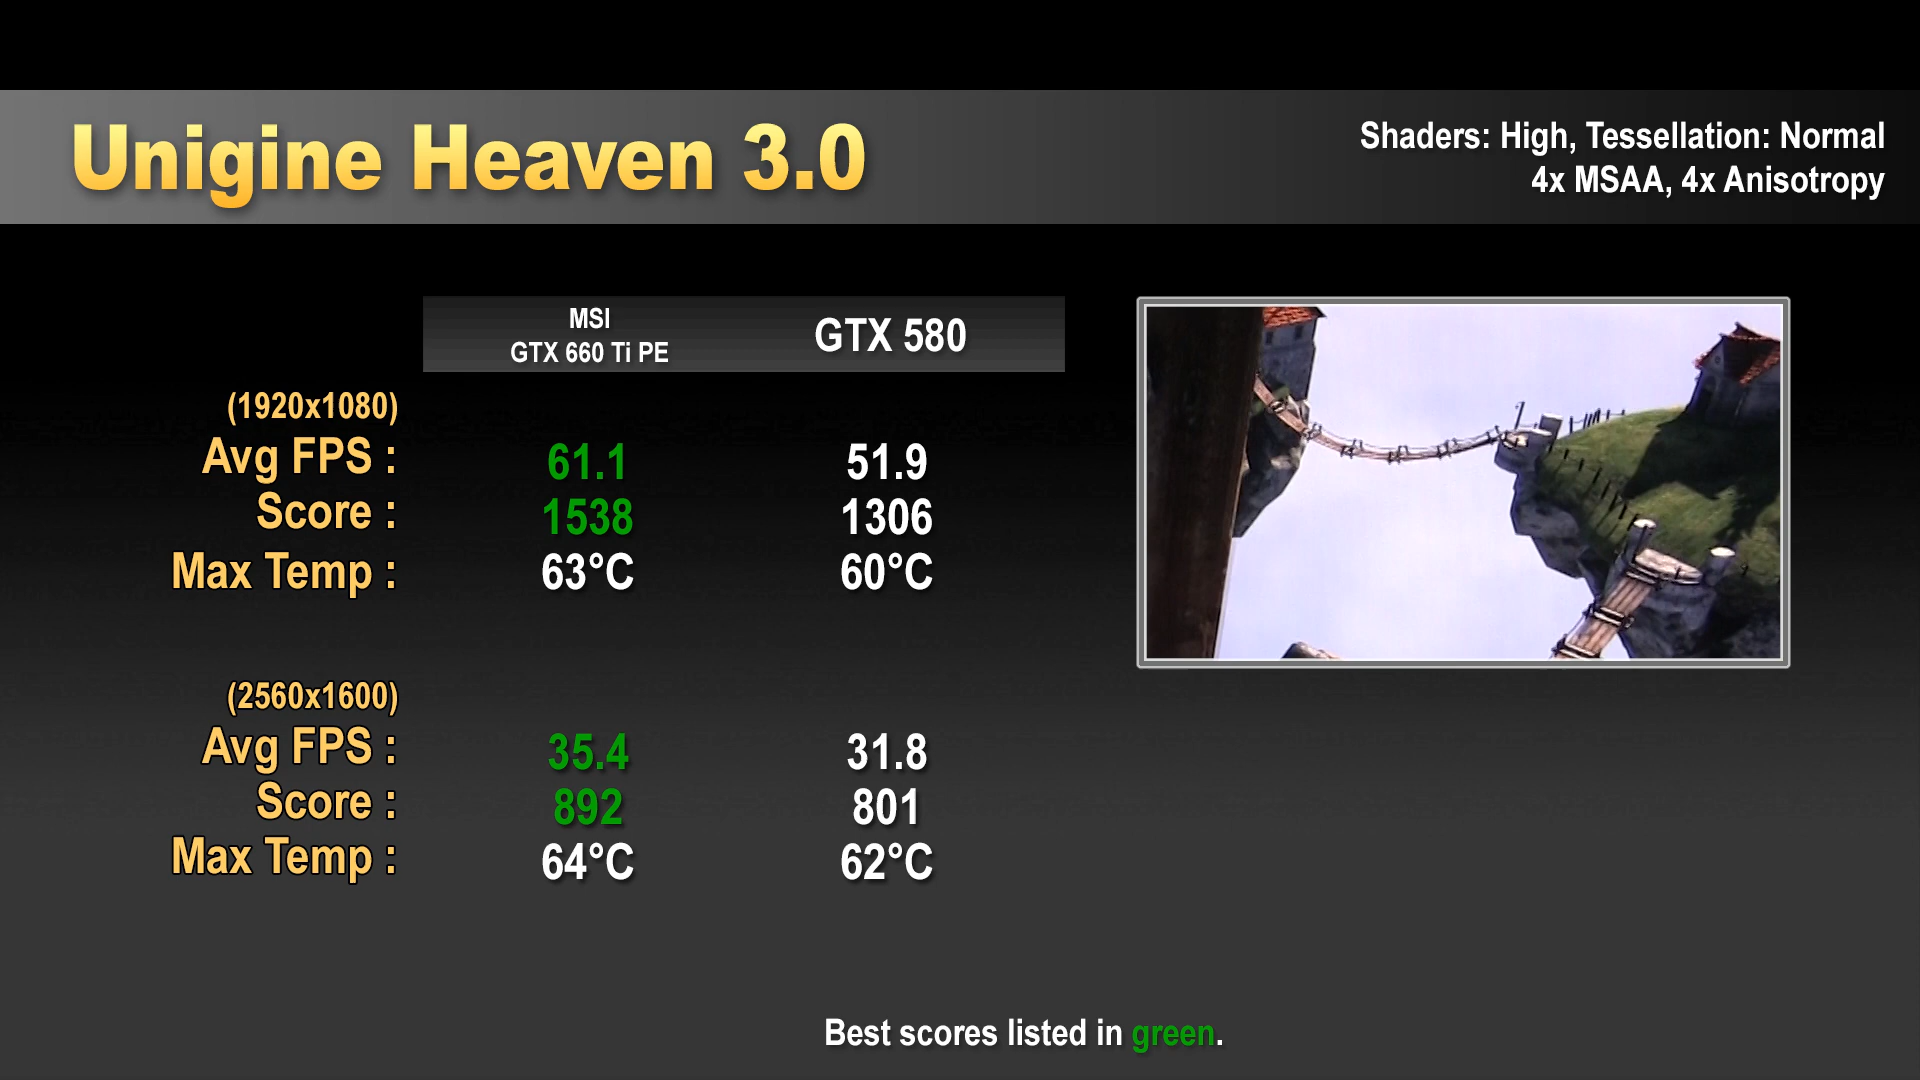 Unigine Heaven 3.0
Shaders: High, Tessellation: Normal
4x MSAA, 4x Anisotropy
MSI
GTX 660 Ti PE
GTX 580
(1920x1080)
Avg FPS : 61.1 51.9
Score : 1538 1306
Max Temp : 63°C 60°C
(2560x1600)
Avg FPS : 35.4 31.8
Score : 892 801
Max Temp : 64°C 62°C
Best scores listed in green.